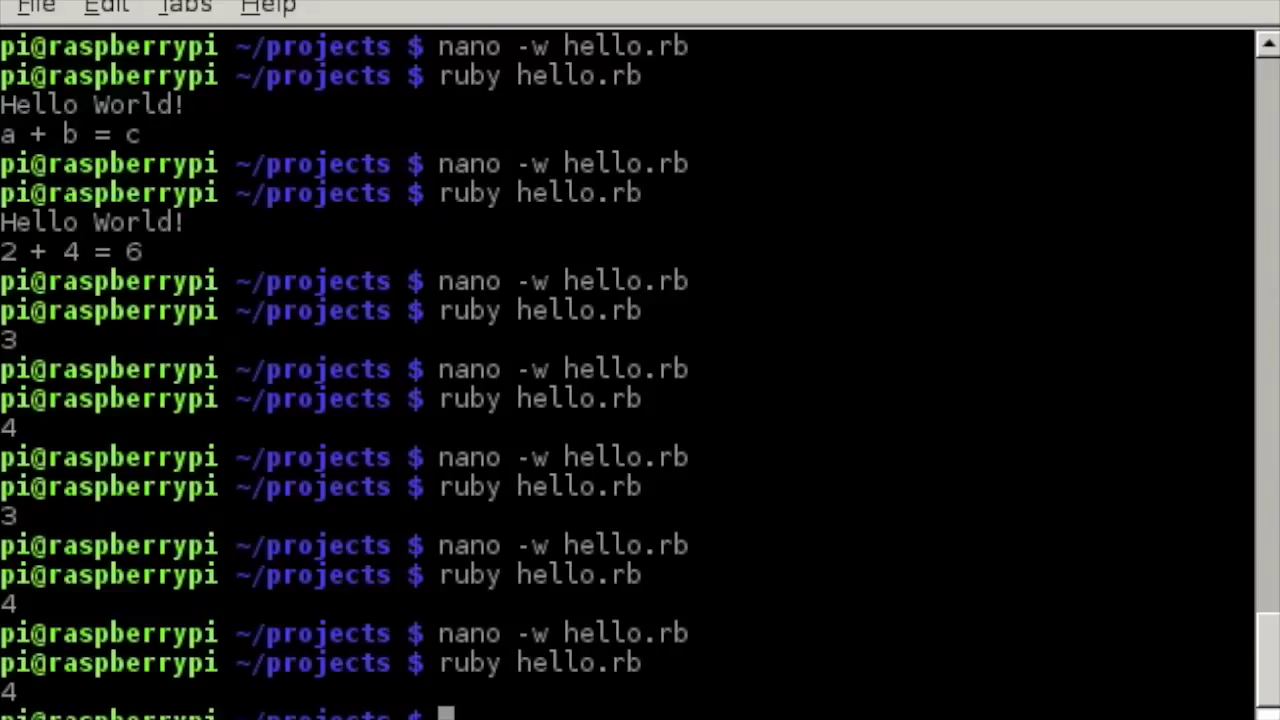 File Edit Tabs Help
pi@raspberrypi ~/projects $ nano -w hello.rb
pi@raspberrypi ~/projects $ ruby hello.rb
Hello World!
a + b = c
pi@raspberrypi ~/projects $ nano -w hello.rb
pi@raspberrypi ~/projects $ ruby hello.rb
Hello World!
2 + 4 = 6
pi@raspberrypi ~/projects $ nano -w hello.rb
pi@raspberrypi ~/projects $ ruby hello.rb
3
pi@raspberrypi ~/projects $ nano -w hello.rb
pi@raspberrypi ~/projects $ ruby hello.rb
4
pi@raspberrypi ~/projects $ nano -w hello.rb
pi@raspberrypi ~/projects $ ruby hello.rb
3
pi@raspberrypi ~/projects $ nano -w hello.rb
pi@raspberrypi ~/projects $ ruby hello.rb
4
pi@raspberrypi ~/projects $ nano -w hello.rb
pi@raspberrypi ~/projects $ ruby hello.rb
4
pi@raspberrypi ~/projects $